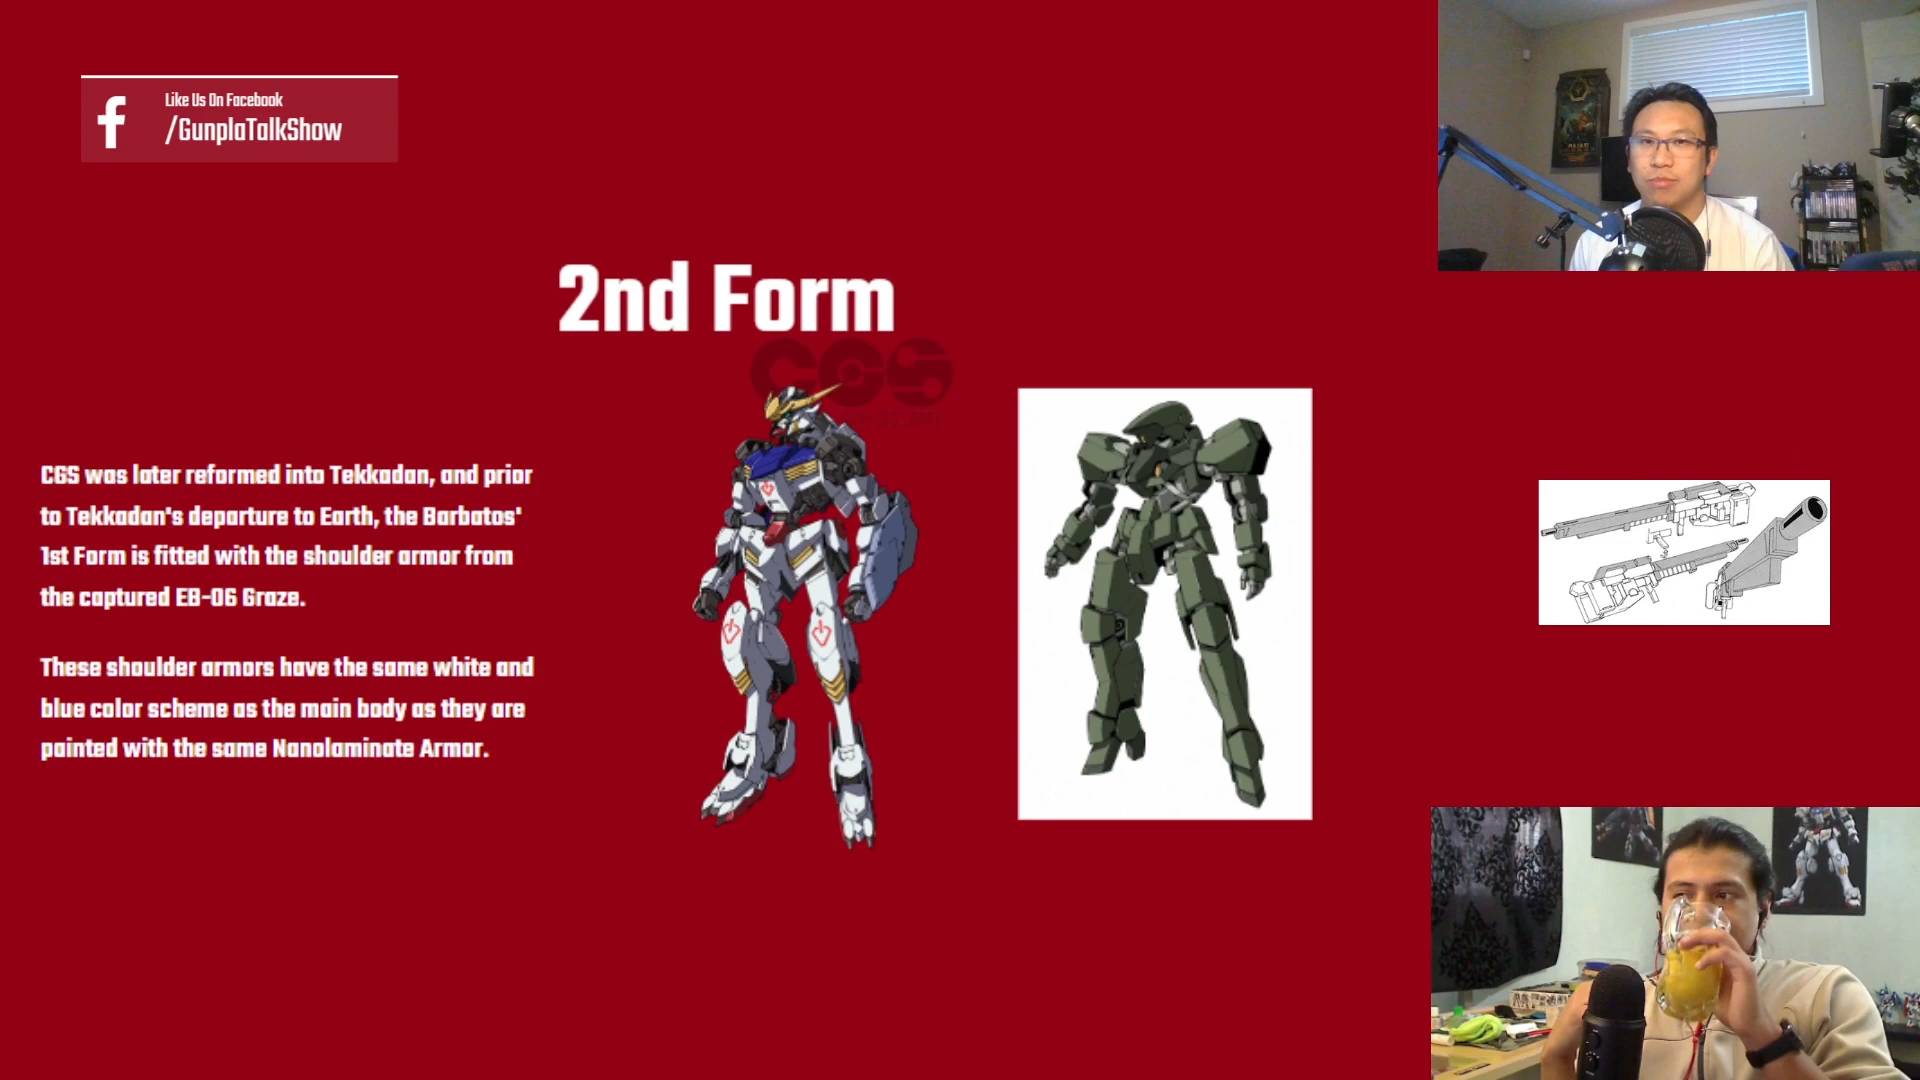 Like Us On Facebook
/GunplaTalkShow
2nd Form
CGS
CGS was later reformed into Tekkadan, and prior
to Tekkadan's departure to Earth, the Barbatos'
1st Form is fitted with the shoulder armor from
the captured EB-06 Graze.
These shoulder armors have the same white and
blue color scheme as the main body as they are
painted with the same Nanolaminate Armor.